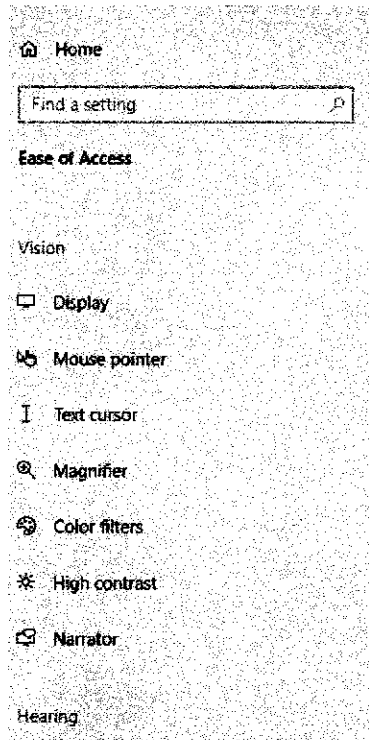 Home
Find a setting
Ease of Access
Vision
Display
Mouse pointer
Text cursor
Magnifier
Color filters
High contrast
Narrator
Hearing